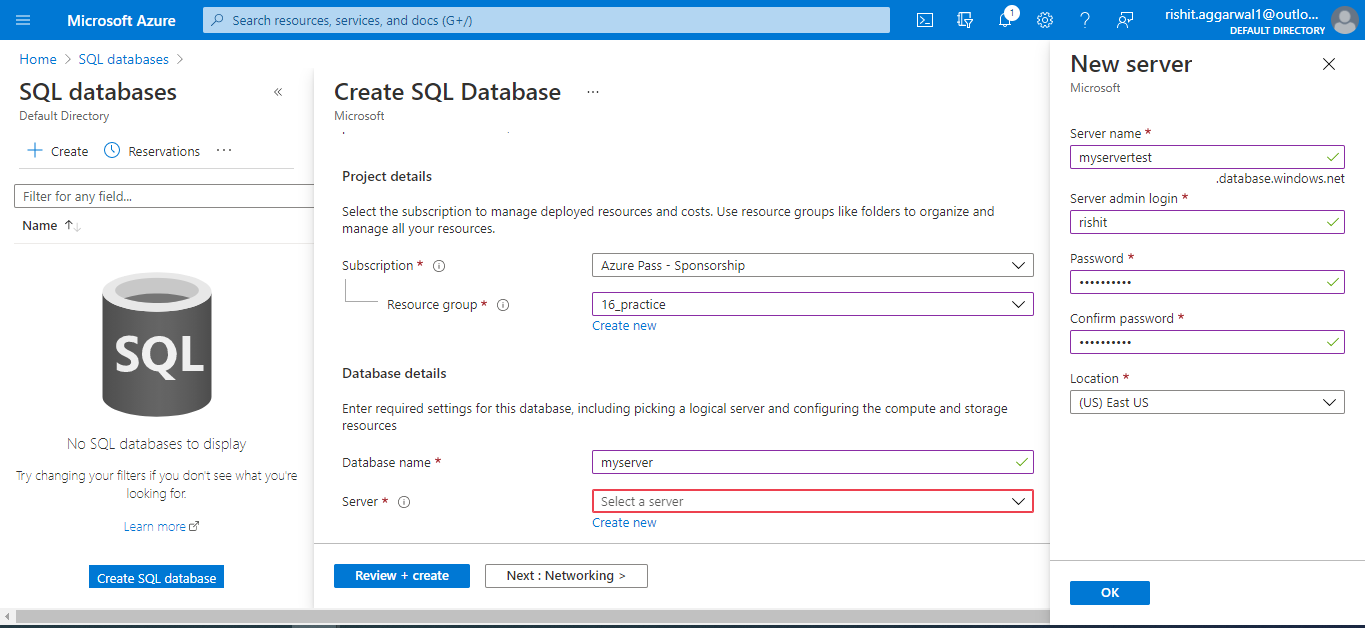 Microsoft Azure
Search resources, services, and docs (G+/)
1
rishit.aggarwal1@outlo...
DEFAULT DIRECTORY
Home > SQL databases >
SQL databases
«
Default Directory
+ Create
Reservations
...
Filter for any field...
Name ↑↓
SQL
No SQL databases to display
Try changing your filters if you don't see what you're
looking for.
Learn more
Create SQL database
Create SQL Database
...
Microsoft
Project details
Select the subscription to manage deployed resources and costs. Use resource groups like folders to organize and
manage all your resources.
Subscription *
Azure Pass - Sponsorship
Resource group *
16_practice
Create new
Database details
Enter required settings for this database, including picking a logical server and configuring the compute and storage
resources
Database name *
myserver
Server *
Select a server
Create new
Review + create
Next : Networking >
New server
Microsoft
Server name *
myservertest
.database.windows.net
Server admin login *
rishit
Password *
••••••••••
Confirm password *
••••••••••
Location *
(US) East US
OK